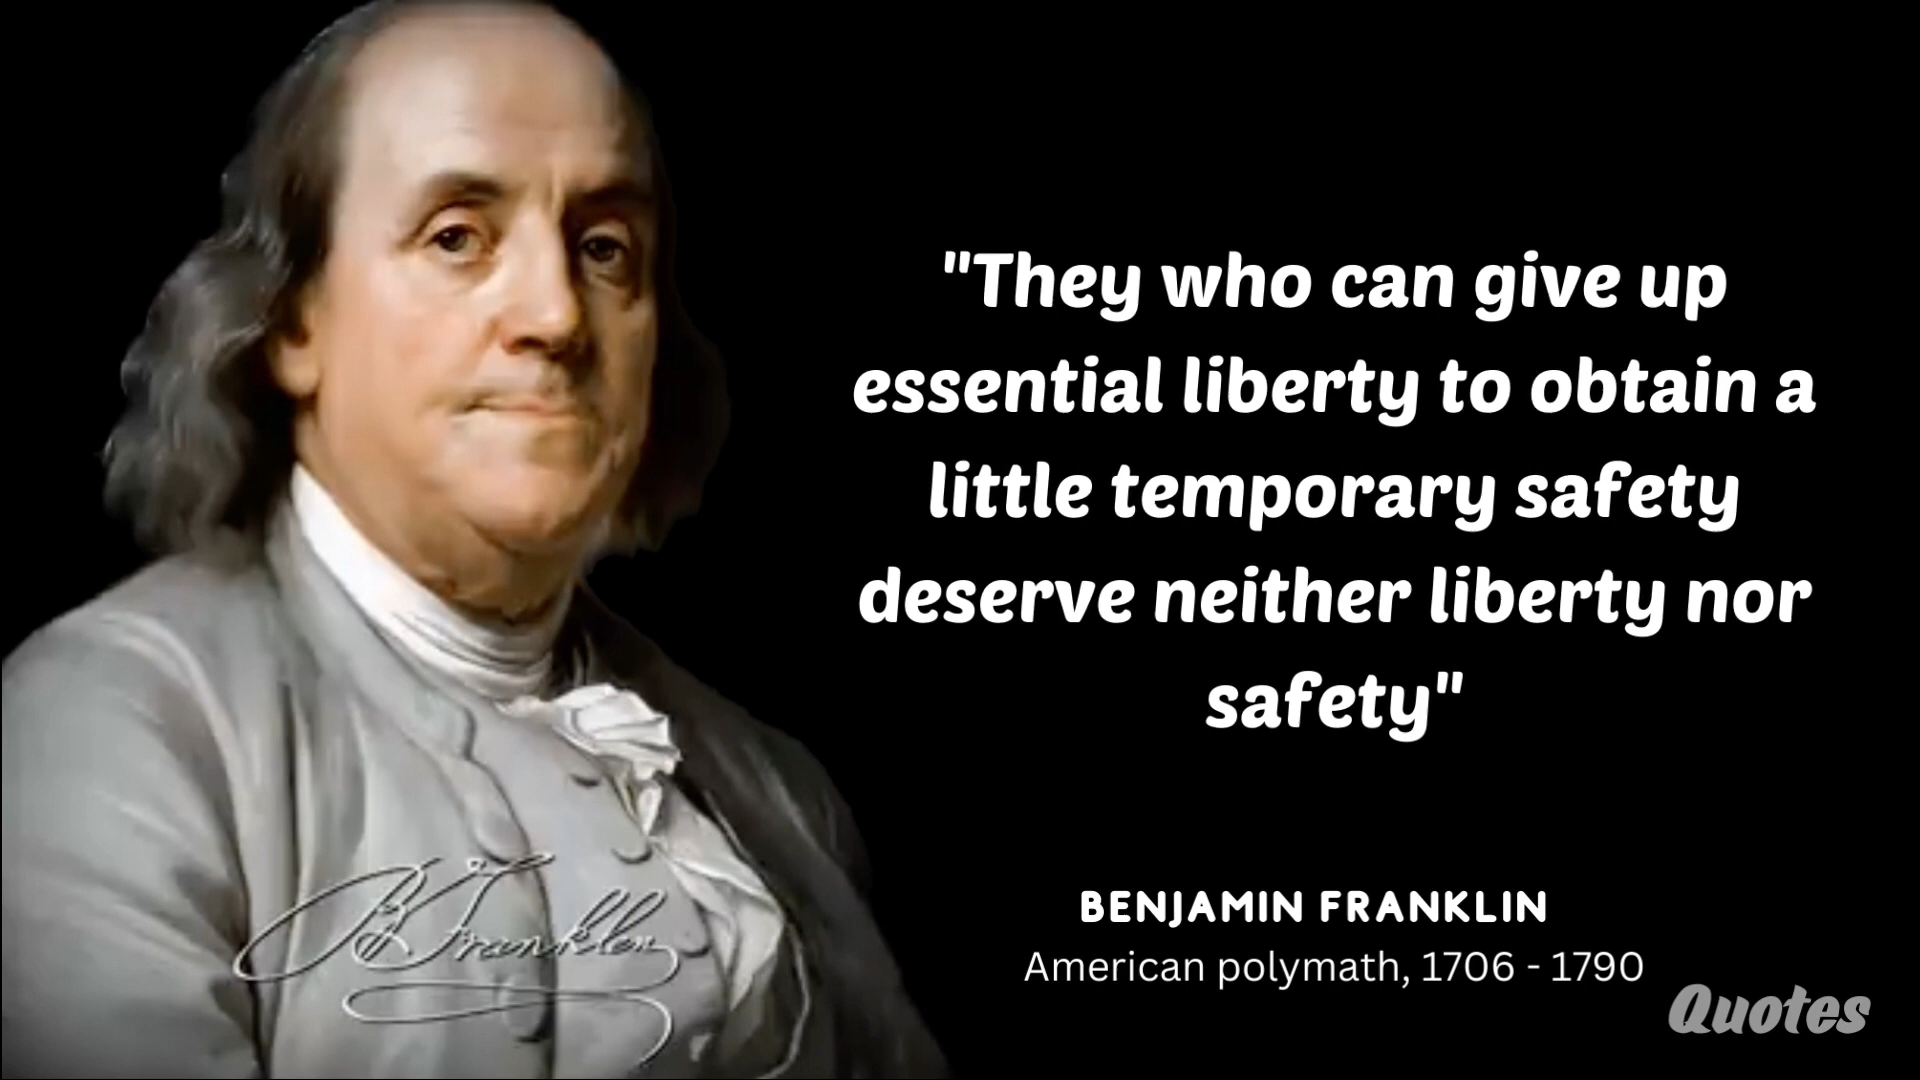 "They who can give up
essential liberty to obtain a
little temporary safety
deserve neither liberty nor
safety"
BENJAMIN FRANKLIN
American polymath, 1706 - 1790
Quotes
B Franklin